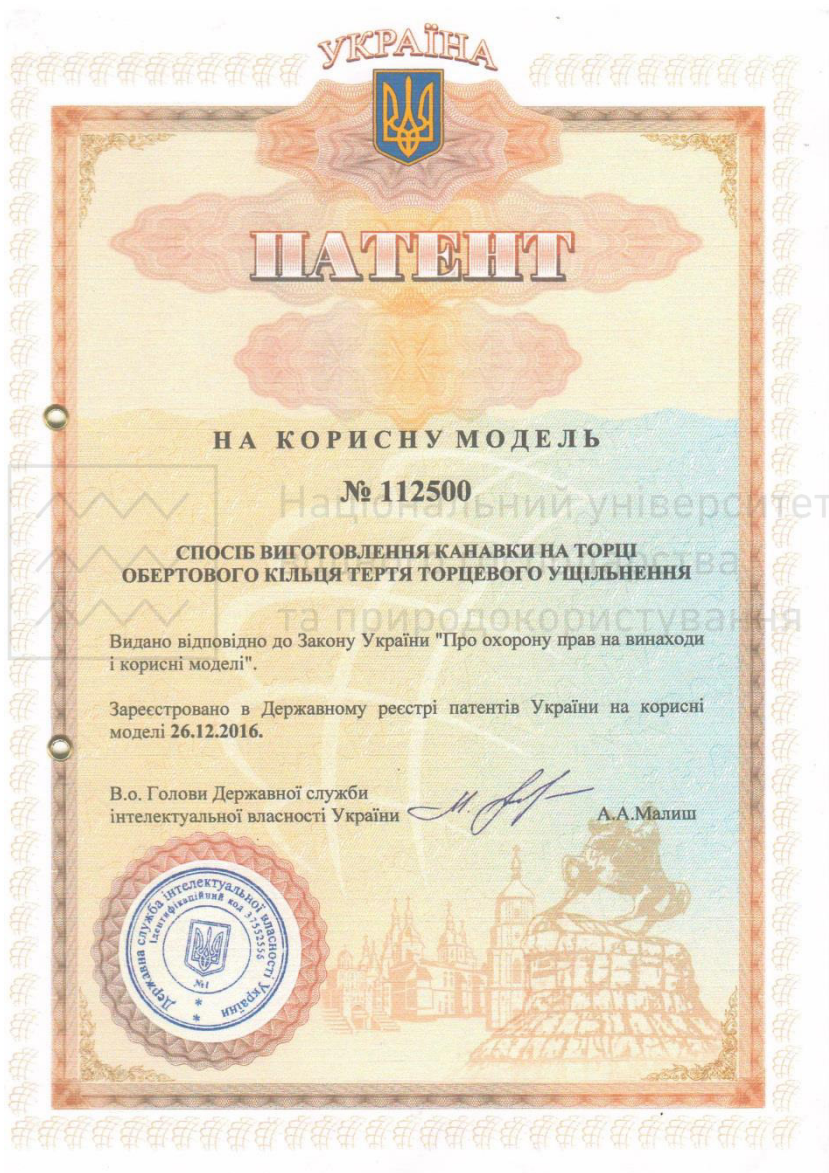 УКРАЇНА
ПАТЕНТ
НА КОРИСНУ МОДЕЛЬ
№ 112500
Національний університет
СПОСІБ ВИГОТОВЛЕННЯ КАНАВКИ НА ТОРЦІ
ОБЕРТОВОГО КІЛЬЦЯ ТЕРТЯ ТОРЦЕВОГО УЩІЛЬНЕННЯ
та природокористування
Видано відповідно до Закону України "Про охорону прав на винаходи
і корисні моделі".
Зареєстровано в Державному реєстрі патентів України на корисні
моделі 26.12.2016.
В.о. Голови Державної служби
інтелектуальної власності України
А.А.Малиш
Державна служба інтелектуальної власності України
Ідентифікаційний код 37552556
№1